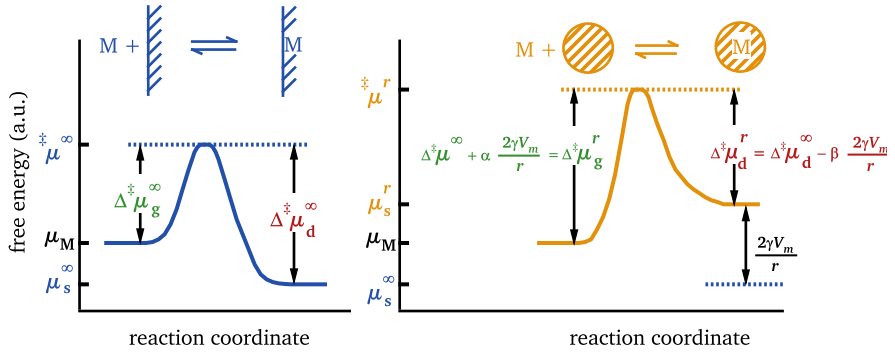 M + ⇌ M
free energy (a.u.)
‡μ^∞
Δ‡μ_g^∞
Δ‡μ_d^∞
μ_M
μ_s^∞
reaction coordinate
M + ⇌ M
‡μ^r
Δ‡μ^∞ + α 2γV_m/r = Δ‡μ_g^r
Δ‡μ_d^r = Δ‡μ_d^∞ − β 2γV_m/r
μ_s^r
μ_M
2γV_m/r
μ_s^∞
reaction coordinate